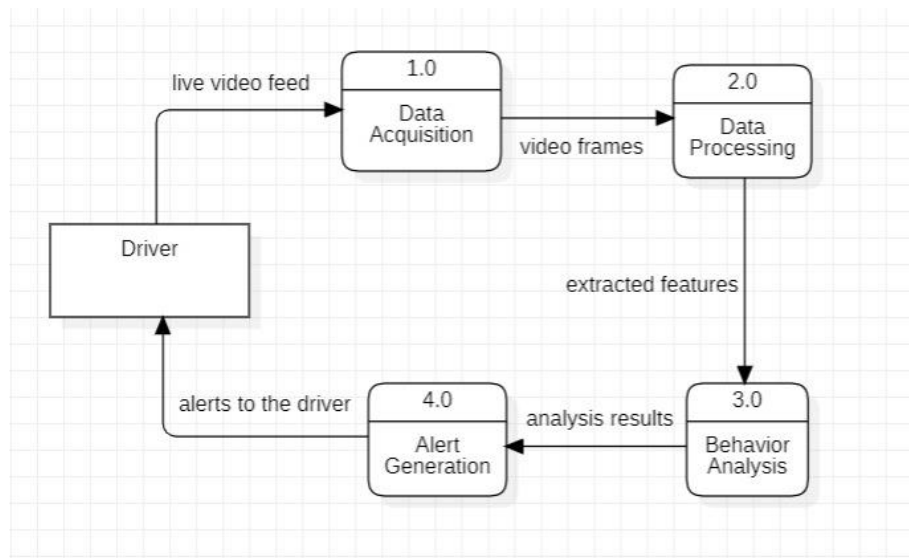 live video feed
1.0
Data
Acquisition
video frames
2.0
Data
Processing
Driver
extracted features
3.0
Behavior
Analysis
analysis results
4.0
Alert
Generation
alerts to the driver